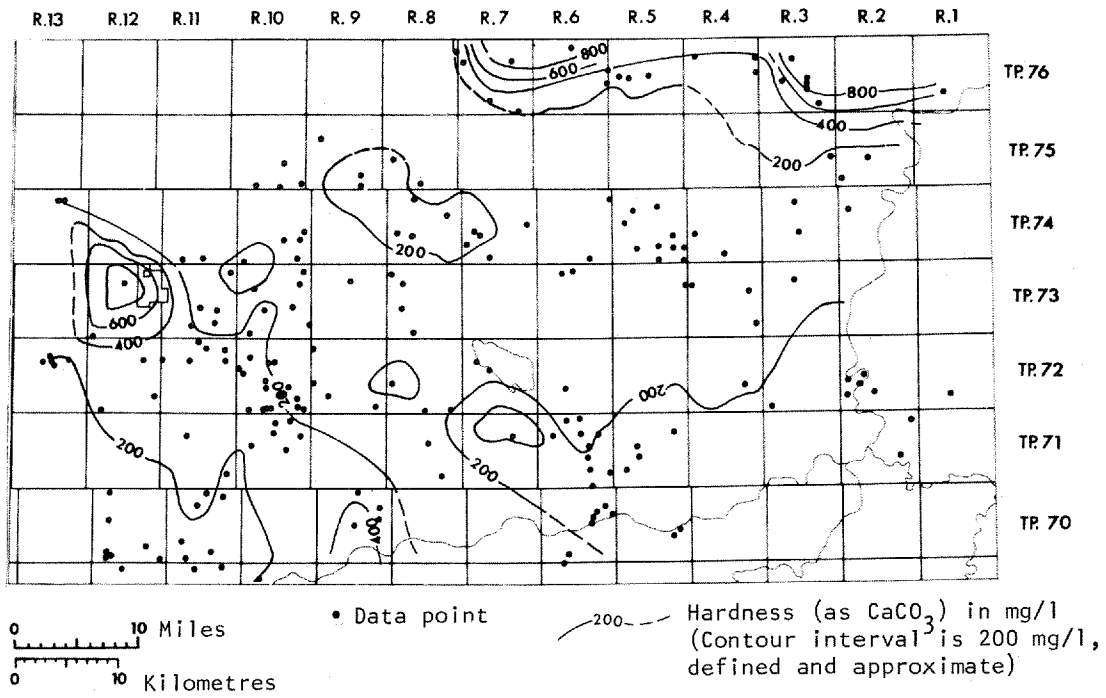 R.13 R.12 R.11 R.10 R.9 R.8 R.7 R.6 R.5 R.4 R.3 R.2 R.1
800
TP. 76
600
800
400
TP. 75
200
TP. 74
200
TP. 73
600
400
TP. 72
200
200
TP. 71
200
200
TP. 70
400
0 10 Miles
0 10 Kilometres
Data point
200 Hardness (as CaCO3) in mg/l
(Contour interval is 200 mg/l,
defined and approximate)